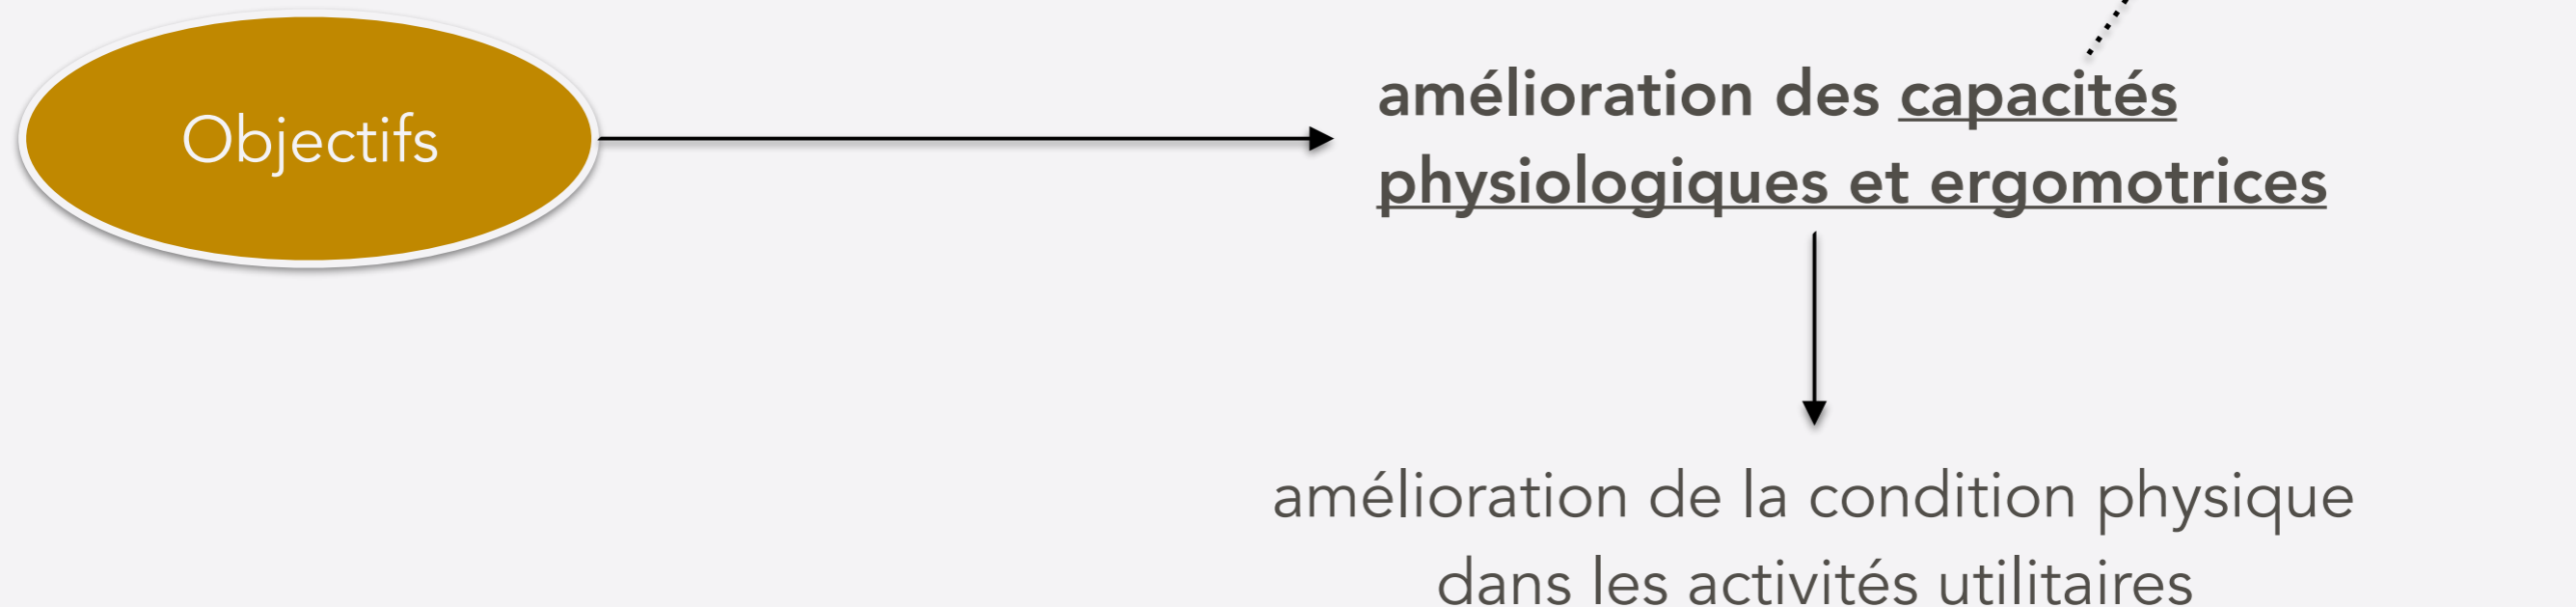 Objectifs
amélioration des capacités
physiologiques et ergomotrices
amélioration de la condition physique
dans les activités utilitaires